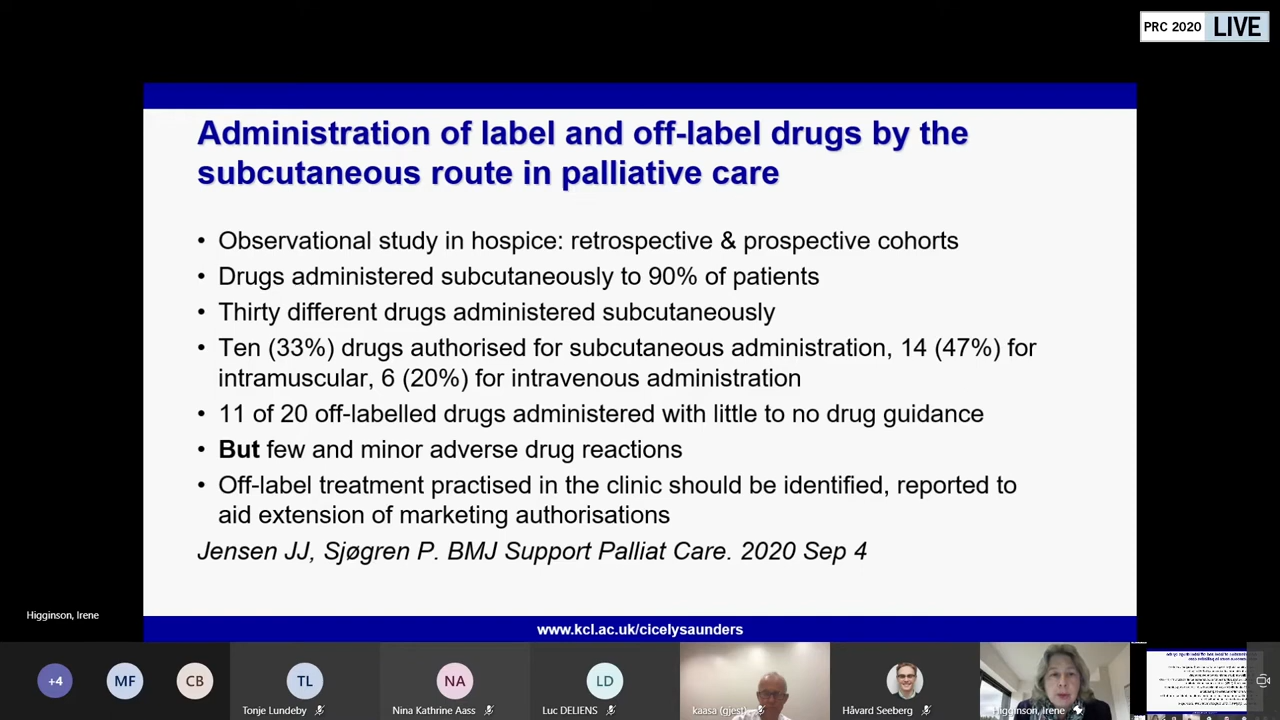 PRC 2020 LIVE
Administration of label and off-label drugs by the
subcutaneous route in palliative care
• Observational study in hospice: retrospective & prospective cohorts
• Drugs administered subcutaneously to 90% of patients
• Thirty different drugs administered subcutaneously
• Ten (33%) drugs authorised for subcutaneous administration, 14 (47%) for
intramuscular, 6 (20%) for intravenous administration
• 11 of 20 off-labelled drugs administered with little to no drug guidance
• But few and minor adverse drug reactions
• Off-label treatment practised in the clinic should be identified, reported to
aid extension of marketing authorisations
Jensen JJ, Sjøgren P. BMJ Support Palliat Care. 2020 Sep 4
Higginson, Irene
www.kcl.ac.uk/cicelysaunders
+4
MF
CB
TL
NA
LD
Tonje Lundeby
Nina Kathrine Aass
Luc DELIENS
kaasa (gjest)
Håvard Seeberg
Higginson, Irene